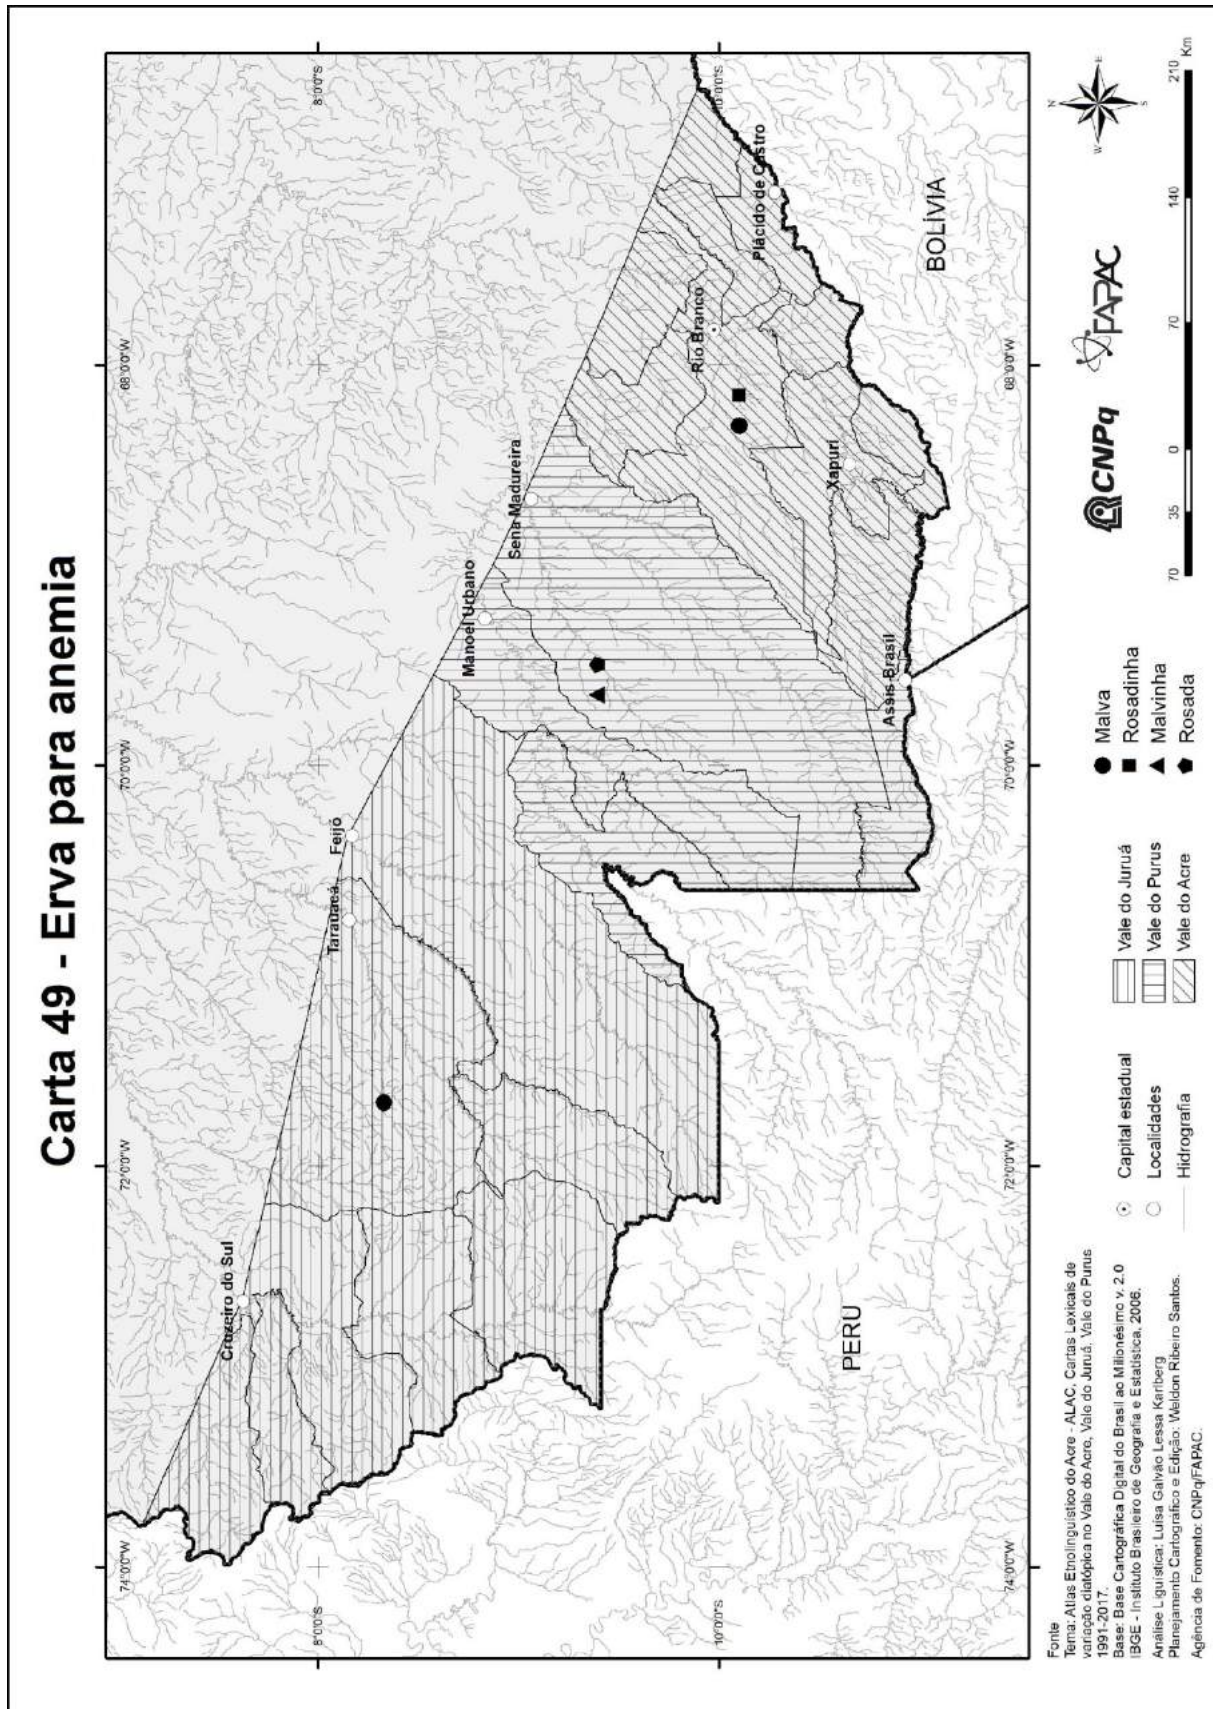 Carta 49 - Erva para anemia
74°0'0"W
72°0'0"W
70°0'0"W
68°0'0"W
8°0'0"S
8°0'0"S
Cruzeiro do Sul
Tarauacá
Feijó
Manoel Urbano
Sena Madureira
Rio Branco
Plácido de Castro
Xapuri
Assis Brasil
10°0'0"S
10°0'0"S
PERU
BOLÍVIA
74°0'0"W
72°0'0"W
70°0'0"W
68°0'0"W
Fonte
Tema: Atlas Etnolinguístico do Acre - ALAC, Cartas Lexicais de
variação diatópica no Vale do Acre, Vale do Juruá, Vale do Purus
1991-2017.
Base: Base Cartográfica Digital do Brasil ao Milionésimo v. 2.0
IBGE - Instituto Brasileiro de Geografia e Estatística, 2006.
Análise Liguística: Luísa Galvão Lessa Karlberg
Planejamento Cartográfico e Edição: Weldon Ribeiro Santos.
Agência de Fomento: CNPq/FAPAC.
Capital estadual
Localidades
Hidrografia
Vale do Juruá
Vale do Purus
Vale do Acre
Malva
Rosadinha
Malvinha
Rosada
CNPq
FAPAC
N
W
E
S
70
35
0
70
140
210
Km